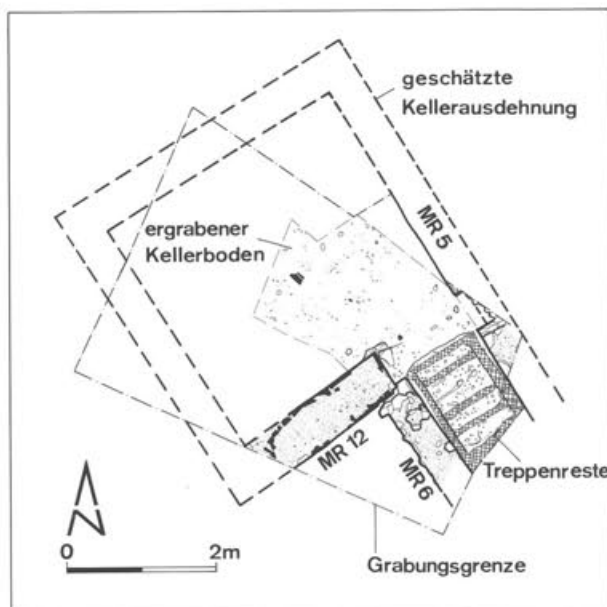 geschätzte
Kellerausdehnung
MR 5
ergrabener
Kellerboden
MR 12
MR 6
Treppenreste
N
0 2m
Grabungsgrenze